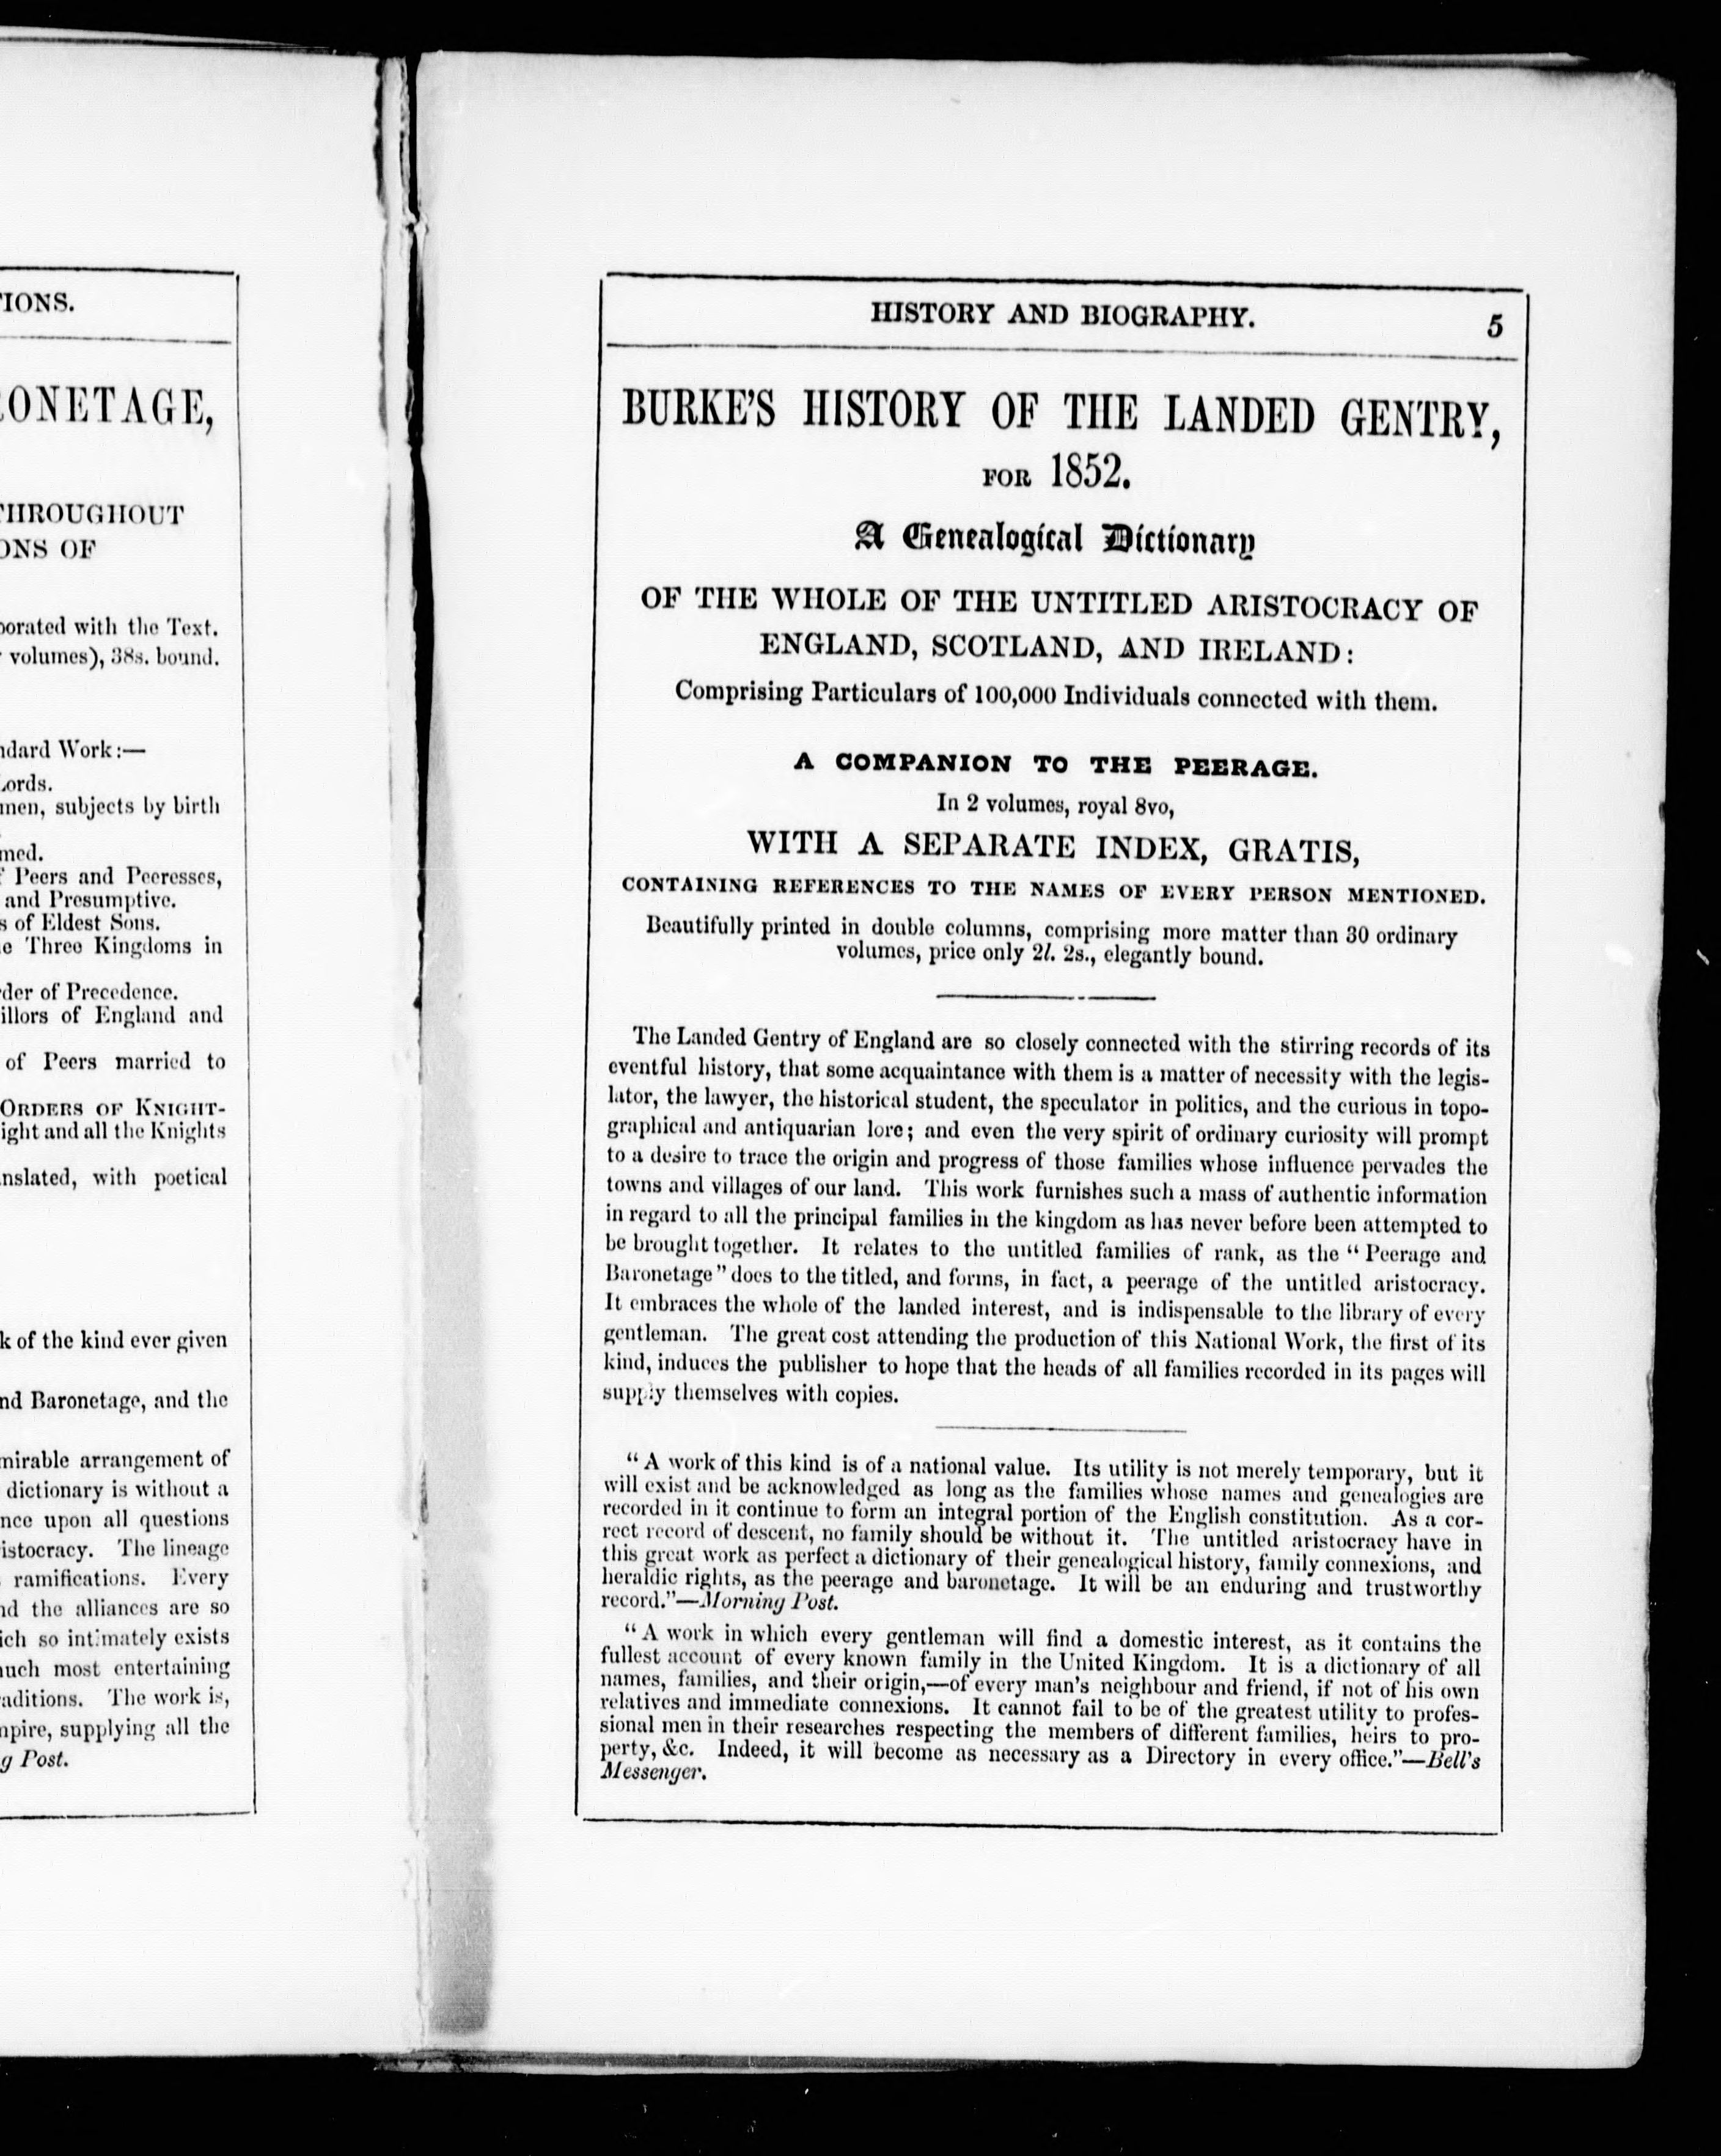 TIONS.
ONETAGE,
THROUGHOUT
ONS OF
porated with the Text.
volumes), 38s. bound.
ndard Work:—
Lords.
men, subjects by birth
med.
Peers and Peeresses,
and Presumptive.
s of Eldest Sons.
e Three Kingdoms in
der of Precedence.
illors of England and
of Peers married to
ORDERS OF KNIGHT-
ight and all the Knights
nslated, with poetical
k of the kind ever given
nd Baronetage, and the
mirable arrangement of
dictionary is without a
nce upon all questions
istocracy. The lineage
ramifications. Every
nd the alliances are so
ich so intimately exists
uch most entertaining
aditions. The work is,
mpire, supplying all the
g Post.
HISTORY AND BIOGRAPHY. 5
BURKE'S HISTORY OF THE LANDED GENTRY,
FOR 1852.
A Genealogical Dictionary
OF THE WHOLE OF THE UNTITLED ARISTOCRACY OF
ENGLAND, SCOTLAND, AND IRELAND:
Comprising Particulars of 100,000 Individuals connected with them.
A COMPANION TO THE PEERAGE.
In 2 volumes, royal 8vo,
WITH A SEPARATE INDEX, GRATIS,
CONTAINING REFERENCES TO THE NAMES OF EVERY PERSON MENTIONED.
Beautifully printed in double columns, comprising more matter than 30 ordinary
volumes, price only 2l. 2s., elegantly bound.
The Landed Gentry of England are so closely connected with the stirring records of its
eventful history, that some acquaintance with them is a matter of necessity with the legis-
lator, the lawyer, the historical student, the speculator in politics, and the curious in topo-
graphical and antiquarian lore; and even the very spirit of ordinary curiosity will prompt
to a desire to trace the origin and progress of those families whose influence pervades the
towns and villages of our land. This work furnishes such a mass of authentic information
in regard to all the principal families in the kingdom as has never before been attempted to
be brought together. It relates to the untitled families of rank, as the "Peerage and
Baronetage" does to the titled, and forms, in fact, a peerage of the untitled aristocracy.
It embraces the whole of the landed interest, and is indispensable to the library of every
gentleman. The great cost attending the production of this National Work, the first of its
kind, induces the publisher to hope that the heads of all families recorded in its pages will
supply themselves with copies.
"A work of this kind is of a national value. Its utility is not merely temporary, but it
will exist and be acknowledged as long as the families whose names and genealogies are
recorded in it continue to form an integral portion of the English constitution. As a cor-
rect record of descent, no family should be without it. The untitled aristocracy have in
this great work as perfect a dictionary of their genealogical history, family connexions, and
heraldic rights, as the peerage and baronetage. It will be an enduring and trustworthy
record."—Morning Post.
"A work in which every gentleman will find a domestic interest, as it contains the
fullest account of every known family in the United Kingdom. It is a dictionary of all
names, families, and their origin,—of every man's neighbour and friend, if not of his own
relatives and immediate connexions. It cannot fail to be of the greatest utility to profes-
sional men in their researches respecting the members of different families, heirs to pro-
perty, &c. Indeed, it will become as necessary as a Directory in every office."—Bell's
Messenger.